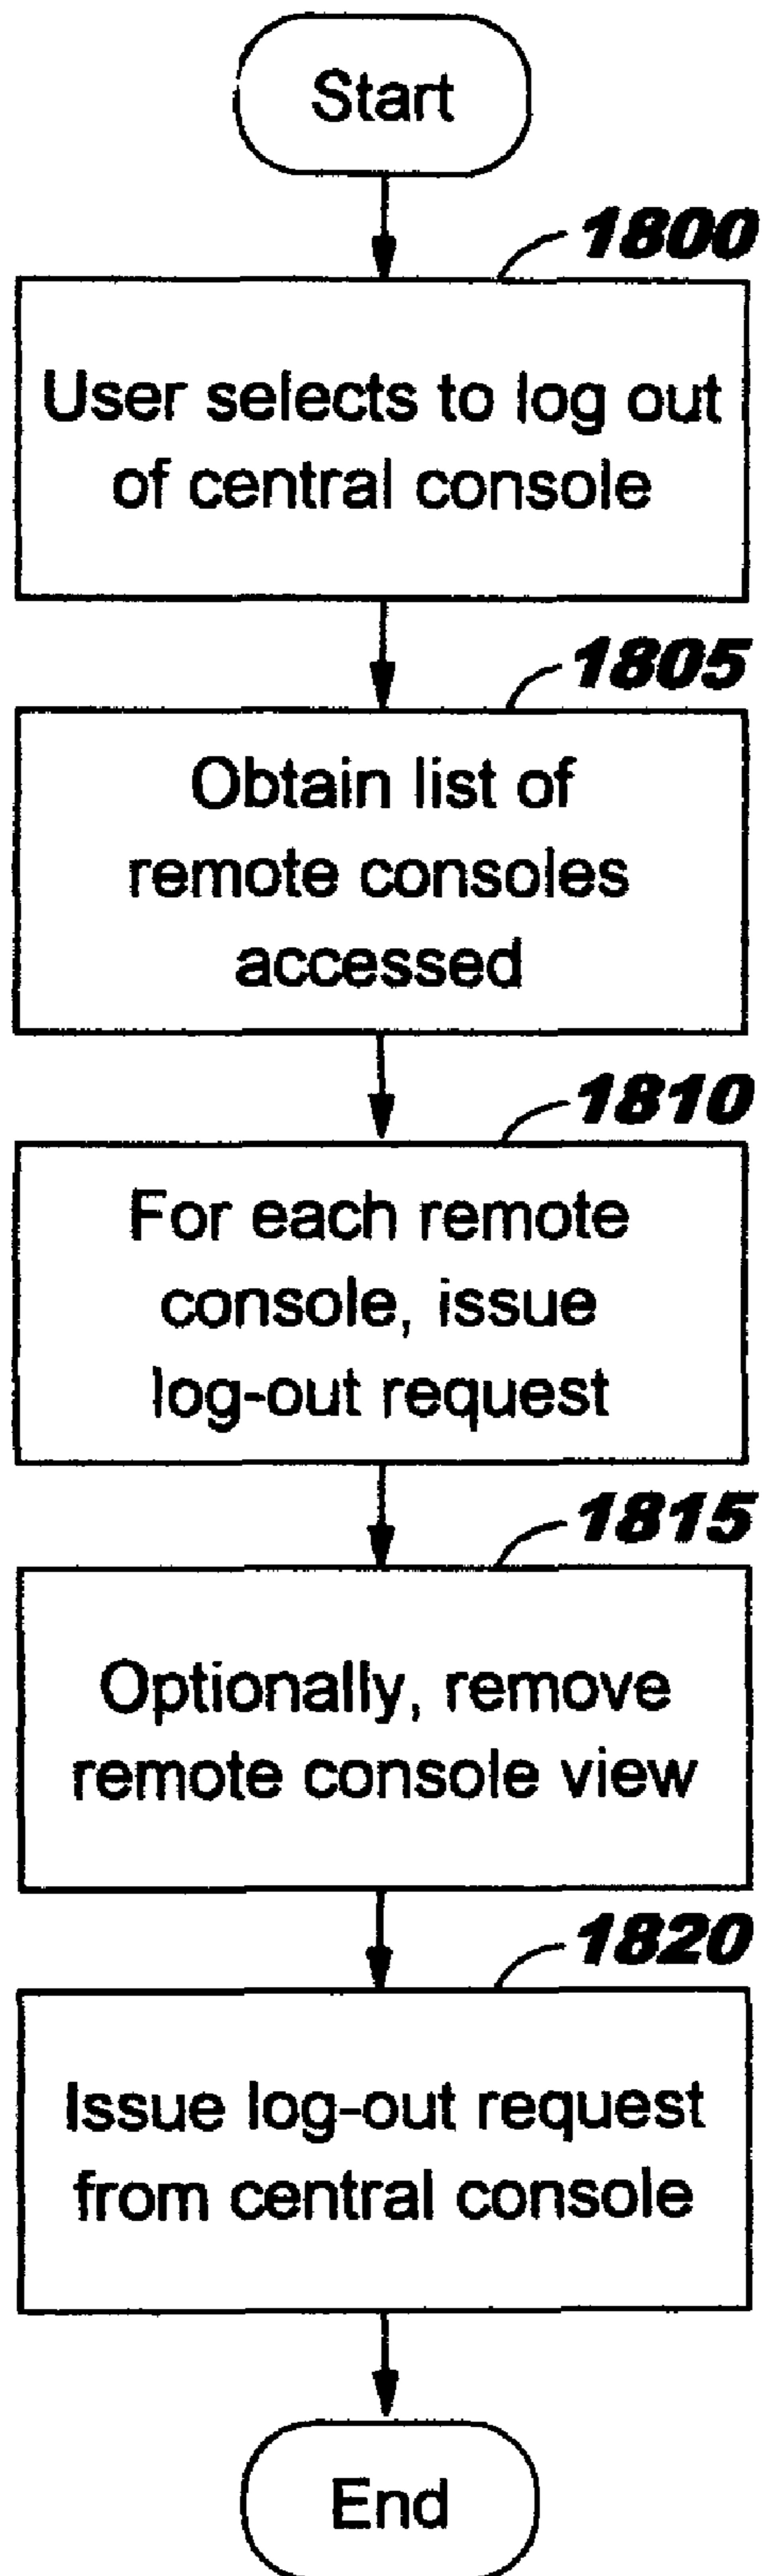 Start
1800
User selects to log out
of central console
1805
Obtain list of
remote consoles
accessed
1810
For each remote
console, issue
log-out request
1815
Optionally, remove
remote console view
1820
Issue log-out request
from central console
End